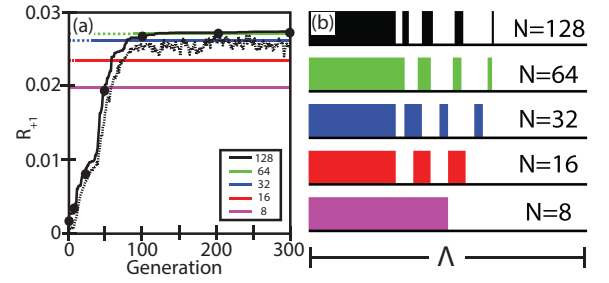 (a)
R+1
0.03
0.02
0.01
0
0
100
200
300
Generation
128
64
32
16
8
(b)
N=128
N=64
N=32
N=16
N=8
Λ